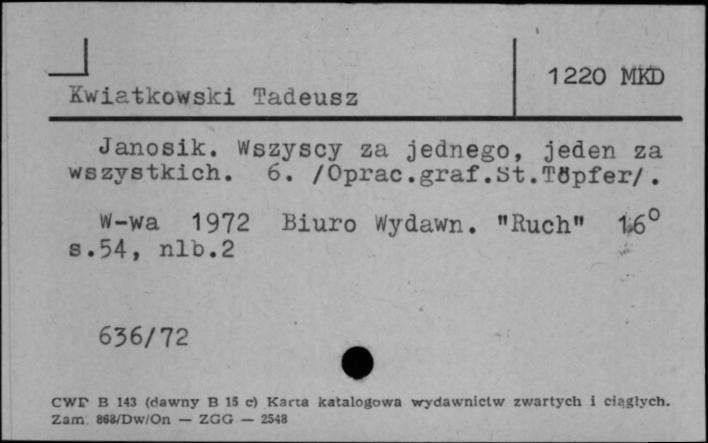 1220 MKD
Kwiatkowski Tadeusz
Janosik. Wszyscy za jednego, jeden za
wszystkich. 6. /Oprac.graf.St.Töpfer/.
W-wa 1972 Biuro Wydawn. "Ruch" 16°
s.54, nlb.2
636/72
CWD B 143 (dawny B 15 c) Karta katalogowa wydawnictw zwartych i ciągłych.
Zam. 868/Dw/On — ZGG — 2548